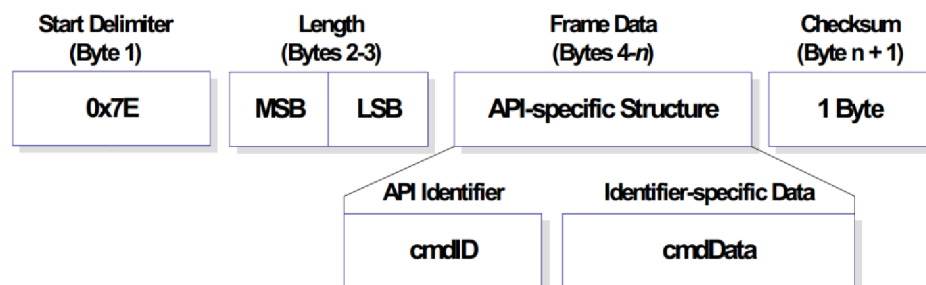 Start Delimiter
(Byte 1)
Length
(Bytes 2-3)
Frame Data
(Bytes 4-n)
Checksum
(Byte n + 1)
0x7E
MSB
LSB
API-specific Structure
1 Byte
API Identifier
Identifier-specific Data
cmdID
cmdData